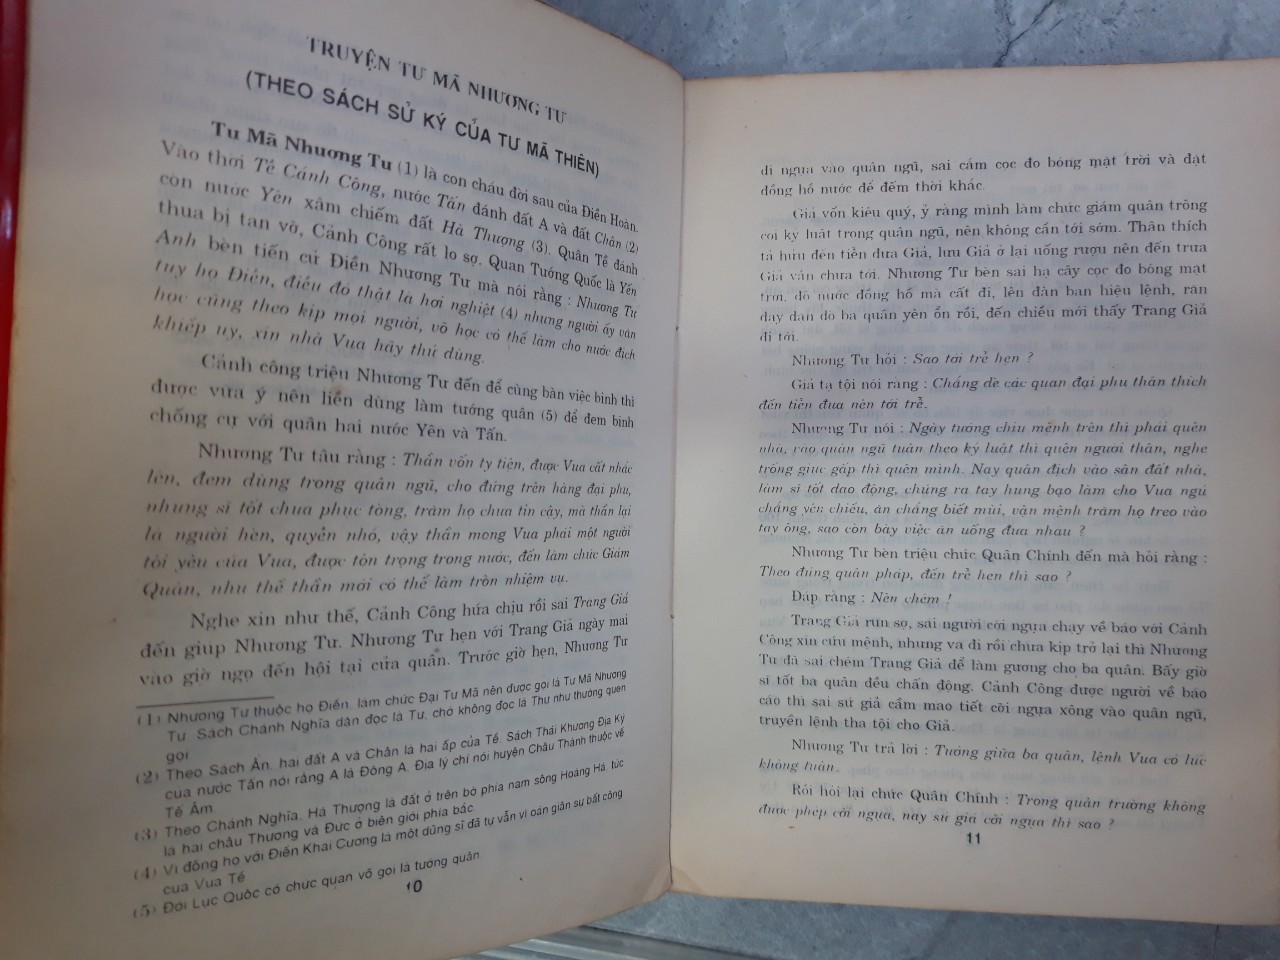 TRUYỆN TƯ MÃ NHƯƠNG TƯ
(THEO SÁCH SỬ KÝ CỦA TƯ MÃ THIÊN)
Tư Mã Nhương Tư (1) là con cháu đời sau của Điền Hoàn.
Vào thời Tề Cảnh Công, nước Tấn đánh đất A và đất Chân (2)
còn nước Yên xâm chiếm đất Hà Thượng (3). Quân Tề đánh
thua bị tan vỡ, Cảnh Công rất lo sợ. Quan Tướng Quốc là Yến
Anh bèn tiến cử Điền Nhương Tư mà nói rằng : Nhương Tư
tuy họ Điền, điều đó thật là hơi nghiệt (4) nhưng người ấy văn
học cũng theo kịp mọi người, võ học có thể làm cho nước địch
khiếp uy, xin nhà Vua hãy thử dùng.
Cảnh công triệu Nhương Tư đến để cùng bàn việc binh thì
được vừa ý nên liền dùng làm tướng quân (5) để đem binh
chống cự với quân hai nước Yên và Tấn.
Nhương Tư tâu rằng : Thần vốn ty tiện, được Vua cất nhắc
lên, đem dùng trong quân ngũ, cho đứng trên hàng đại phu,
nhưng sĩ tốt chưa phục tòng, trăm họ chưa tin cậy, mà thần lại
là người hèn, quyền nhỏ, vậy thần mong Vua phái một người
tôi yêu của Vua, được tôn trọng trong nước, đến làm chức Giám
Quân, như thế thần mới có thể làm tròn nhiệm vụ.
Nghe xin như thế, Cảnh Công hứa chịu rồi sai Trang Giả
đến giúp Nhương Tư. Nhương Tư hẹn với Trang Giả ngày mai
vào giờ ngọ đến hội tại cửa quân. Trước giờ hẹn, Nhương Tư
(1) Nhương Tư thuộc họ Điền, làm chức Đại Tư Mã nên được gọi là Tư Mã Nhương
Tư. Sách Chánh Nghĩa dẫn đọc là Tư, chớ không đọc là Thư như thường quen
gọi
(2) Theo Sách Ẩn, hai đất A và Chân là hai ấp của Tề. Sách Thái Khương Địa Ký
của nước Tấn nói rằng A là Đông A. Địa lý chí nói huyện Châu Thành thuộc về
Tế Âm
(3) Theo Chánh Nghĩa, Hà Thượng là đất ở trên bờ phía nam sông Hoàng Hà, tức
là hai châu Thương và Đức ở biên giới phía bắc
(4) Vì đồng họ với Điền Khai Cương là một dũng sĩ đã tự vẫn vì oán giận sự bất công
của Vua Tề
(5) Đời Lục Quốc có chức quan võ gọi là tướng quân
10
đi ngựa vào quân ngũ, sai cắm cọc đo bóng mặt trời và đặt
đồng hồ nước để đếm thời khắc.
Giả vốn kiêu quý, ỷ rằng mình làm chức giám quân trông
coi kỷ luật trong quân ngũ, nên không cần tới sớm. Thân thích
tả hữu đến tiễn đưa Giả, lưu Giả ở lại uống rượu nên đến trưa
Giả vẫn chưa tới. Nhương Tư bèn sai hạ cây cọc đo bóng mặt
trời, đổ nước đồng hồ mà cất đi, lên đàn ban hiệu lệnh, răn
dạy dặn dò ba quân yên ổn rồi, đến chiều mới thấy Trang Giả
đi tới.
Nhương Tư hỏi : Sao tới trễ hẹn ?
Giả tạ tội nói rằng : Chẳng dè các quan đại phu thân thích
đến tiễn đưa nên tới trễ.
Nhương Tư nói : Ngày tướng chịu mệnh trên thì phải quên
nhà, vào quân ngũ tuân theo kỷ luật thì quên người thân, nghe
trống giục gấp thì quên mình. Nay quân địch vào sân đất nhà,
làm sĩ tốt dao động, chúng ra tay hung bạo làm cho Vua ngủ
chẳng yên chiếu, ăn chẳng biết mùi, vận mệnh trăm họ treo vào
tay ông, sao còn bày việc ăn uống đưa nhau ?
Nhương Tư bèn triệu chức Quân Chính đến mà hỏi rằng :
Theo đúng quân pháp, đến trễ hẹn thì sao ?
Đáp rằng : Nên chém !
Trang Giả run sợ, sai người cỡi ngựa chạy về báo với Cảnh
Công xin cứu mệnh, nhưng vừa đi rồi chưa kịp trở lại thì Nhương
Tư đã sai chém Trang Giả để làm gương cho ba quân. Bấy giờ
sĩ tốt ba quân đều chấn động. Cảnh Công được người về báo
cáo thì sai sứ giả cầm mao tiết cỡi ngựa xông vào quân ngũ,
truyền lệnh tha tội cho Giả.
Nhương Tư trả lời : Tướng giữa ba quân, lệnh Vua có lúc
không tuân.
Rồi hỏi lại chức Quân Chính : Trong quân trường không
được phép cỡi ngựa, nay sứ giả cỡi ngựa thì sao ?
11